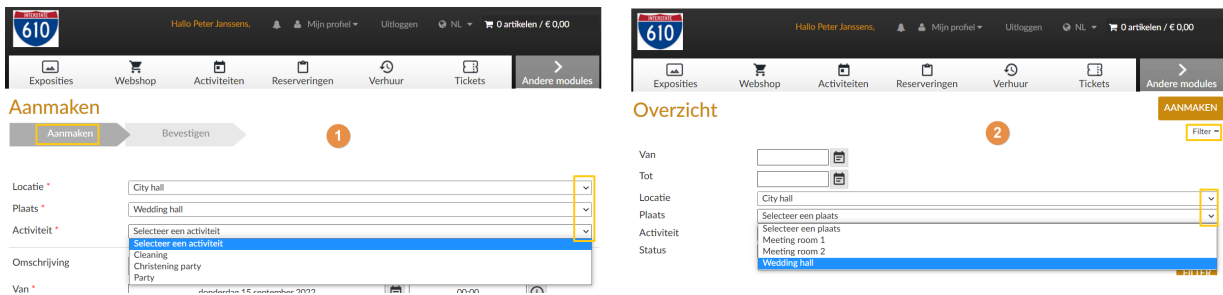 INTERSTATE
610
Hallo Peter Janssens,
Mijn profiel
Uitloggen
NL
0 artikelen / € 0,00
Exposities
Webshop
Activiteiten
Reserveringen
Verhuur
Tickets
Andere modules
Aanmaken
Aanmaken
Bevestigen
1
Locatie *
City hall
Plaats *
Wedding hall
Activiteit *
Selecteer een activiteit
Selecteer een activiteit
Cleaning
Christening party
Party
Omschrijving
Van *
donderdag 15 september 2022
00:00
INTERSTATE
610
Hallo Peter Janssens,
Mijn profiel
Uitloggen
NL
0 artikelen / € 0,00
Exposities
Webshop
Activiteiten
Reserveringen
Verhuur
Tickets
Andere modules
Overzicht
AANMAKEN
2
Filter
Van
Tot
Locatie
City hall
Plaats
Selecteer een plaats
Activiteit
Selecteer een plaats
Meeting room 1
Meeting room 2
Status
Wedding hall
FILTER